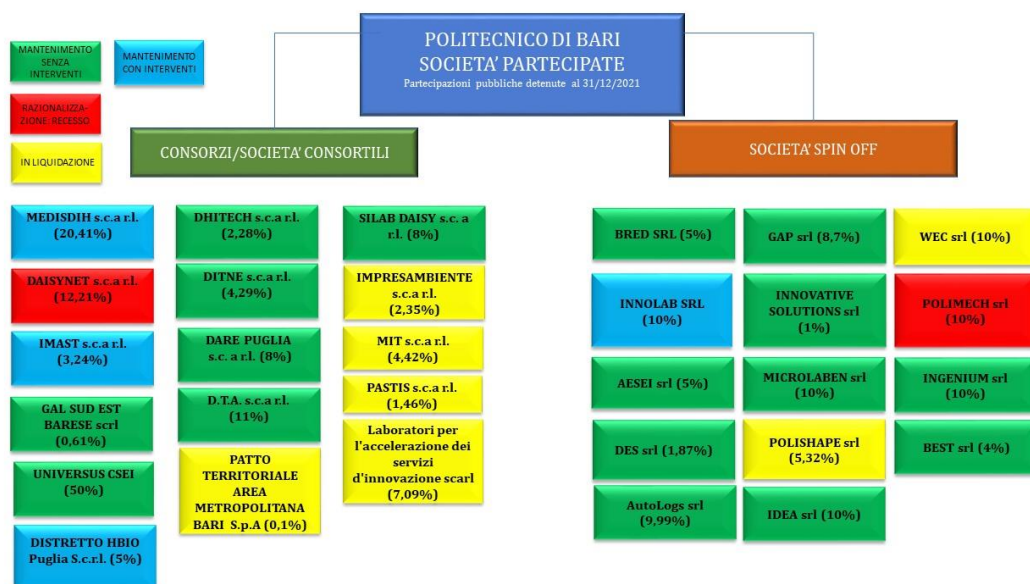 MANTENIMENTO
SENZA
INTERVENTI
MANTENIMENTO
CON INTERVENTI
RAZIONALIZZA-
ZIONE: RECESSO
IN LIQUIDAZIONE
POLITECNICO DI BARI
SOCIETA' PARTECIPATE
Partecipazioni pubbliche detenute al 31/12/2021
CONSORZI/SOCIETA' CONSORTILI
SOCIETA' SPIN OFF
MEDISDIH s.c.a r.l.
(20,41%)
DAISYNET s.c.a r.l.
(12,21%)
IMAST s.c.a r.l.
(3,24%)
GAL SUD EST
BARESE scrl
(0,61%)
UNIVERSUS CSEI
(50%)
DISTRETTO HBIO
Puglia S.c.r.l. (5%)
DHITECH s.c.a r.l.
(2,28%)
DITNE s.c.a r.l.
(4,29%)
DARE PUGLIA
s.c. a r.l. (8%)
D.T.A. s.c.a r.l.
(11%)
PATTO
TERRITORIALE
AREA
METROPOLITANA
BARI S.p.A (0,1%)
SILAB DAISY s.c. a
r.l. (8%)
IMPRESAMBIENTE
s.c.a r.l.
(2,35%)
MIT s.c.a r.l.
(4,42%)
PASTIS s.c.a r.l.
(1,46%)
Laboratori per
l'accelerazione dei
servizi
d'innovazione scarl
(7,09%)
BRED SRL (5%)
INNOLAB SRL
(10%)
AESEI srl (5%)
DES srl (1,87%)
AutoLogs srl
(9,99%)
GAP srl (8,7%)
INNOVATIVE
SOLUTIONS srl
(1%)
MICROLABEN srl
(10%)
POLISHAPE srl
(5,32%)
IDEA srl (10%)
WEC srl (10%)
POLIMECH srl
(10%)
INGENIUM srl
(10%)
BEST srl (4%)